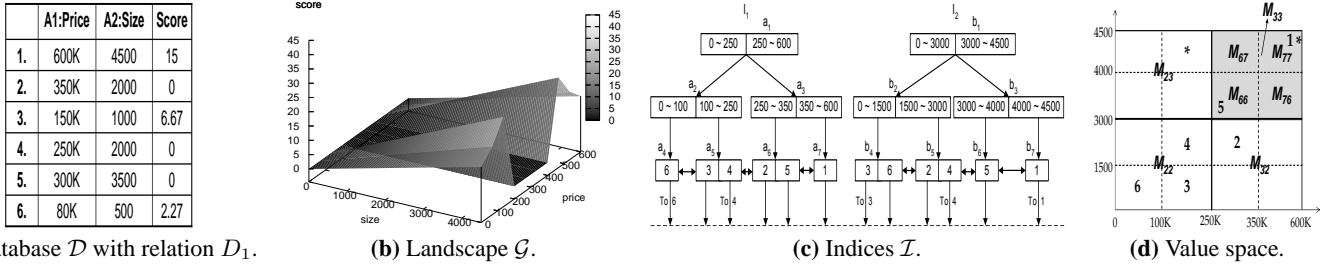 A1:Price A2:Size Score
1. 600K 4500 15
2. 350K 2000 0
3. 150K 1000 6.67
4. 250K 2000 0
5. 300K 3500 0
6. 80K 500 2.27
tabase D with relation D1.
score
45
40
35
30
25
20
15
10
5
0
0
1000
2000
3000
4000
size
0
100
200
300
400
500
600
price
45
40
35
30
25
20
15
10
5
0
(b) Landscape G.
I1 a1
0 ~ 250 250 ~ 600
a2 a3
0 ~ 100 100 ~ 250 250 ~ 350 350 ~ 600
a4 a5 a6 a7
6 3 4 2 5 1
To 6 To 4
I2 b1
0 ~ 3000 3000 ~ 4500
b2 b3
0 ~ 1500 1500 ~ 3000 3000 ~ 4000 4000 ~ 4500
b4 b5 b6 b7
3 6 2 4 5 1
To 3 To 4 To 1
(c) Indices I.
M33
4500
* M67 M77 1 *
M23
4000
5 M66 M76
3000
4 2
1500
M22 M32
6 3
0 100K 250K 350K 600K
(d) Value space.